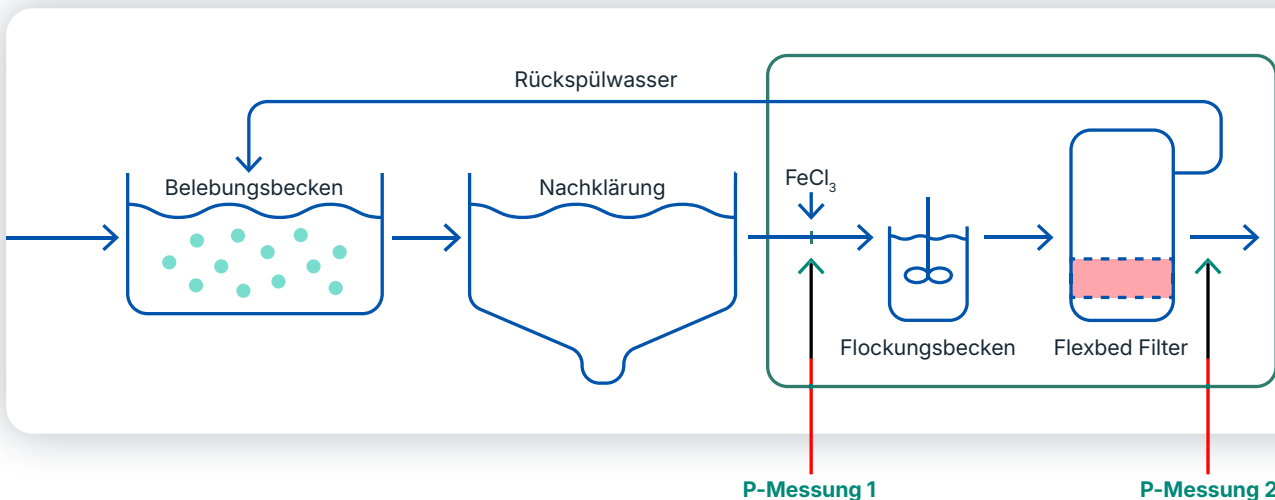 Rückspülwasser
Belebungsbecken
Nachklärung
FeCl₃
Flockungsbecken
Flexbed Filter
P-Messung 1
P-Messung 2